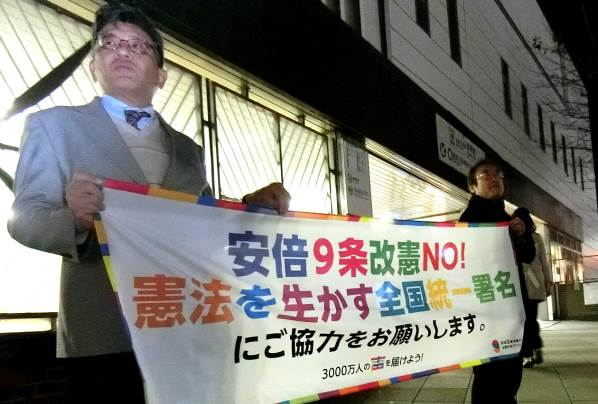 安倍9条改憲NO!
憲法を生かす全国統一署名
にご協力をお願いします。
3000万人の声を届けよう!